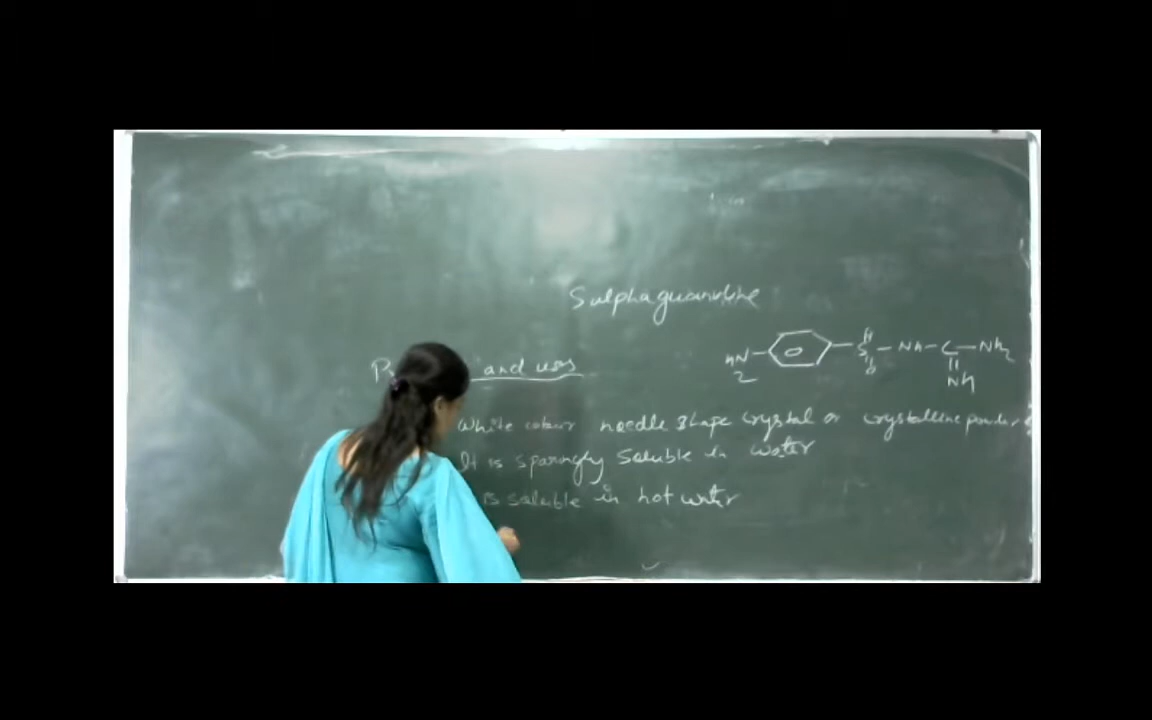 Sulphaguanidine
and uses
H2N S O NH C NH2
NH
White colour needle shape crystal or crystalline powder
It is sparingly soluble in water
is soluble in hot water